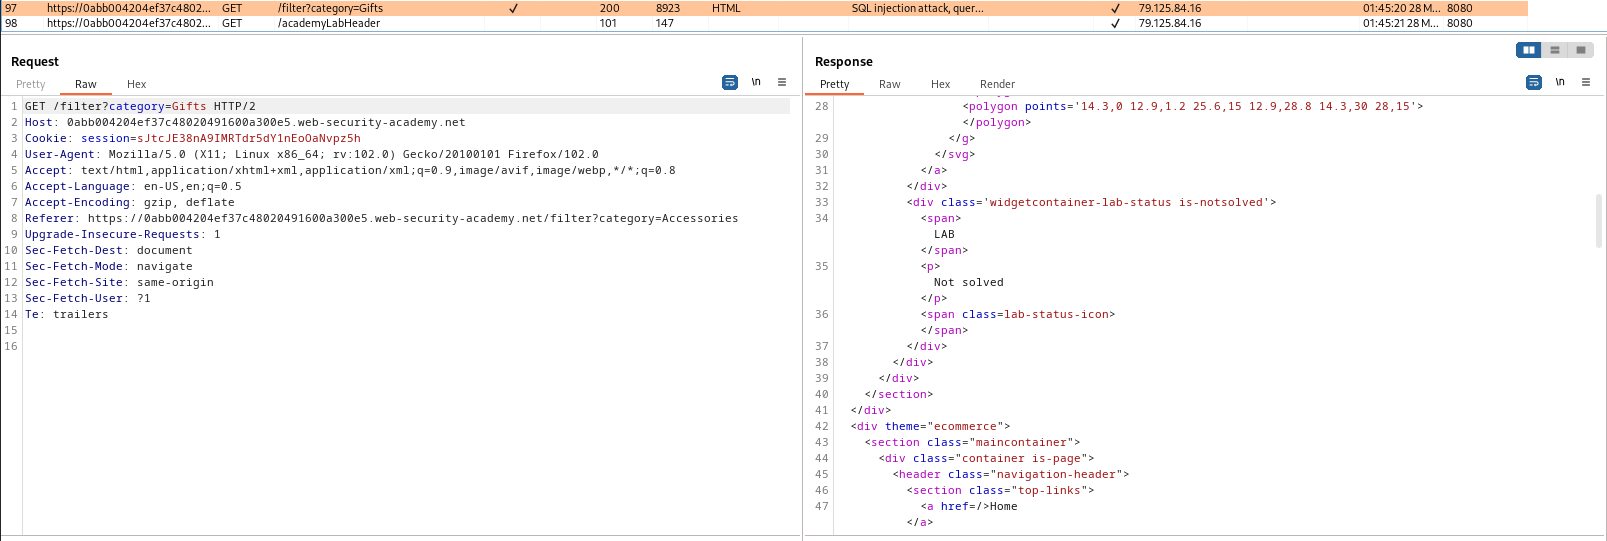 97 https://0abb004204ef37c4802... GET /filter?category=Gifts ✓ 200 8923 HTML SQL injection attack, quer... ✓ 79.125.84.16 01:45:20 28 M... 8080
98 https://0abb004204ef37c4802... GET /academyLabHeader 101 147 ✓ 79.125.84.16 01:45:21 28 M... 8080
Request
Pretty Raw Hex
\n
1 GET /filter?category=Gifts HTTP/2
2 Host: 0abb004204ef37c48020491600a300e5.web-security-academy.net
3 Cookie: session=sJtcJE38nA9IMRTdr5dY1nEoOaNvpz5h
4 User-Agent: Mozilla/5.0 (X11; Linux x86_64; rv:102.0) Gecko/20100101 Firefox/102.0
5 Accept: text/html,application/xhtml+xml,application/xml;q=0.9,image/avif,image/webp,*/*;q=0.8
6 Accept-Language: en-US,en;q=0.5
7 Accept-Encoding: gzip, deflate
8 Referer: https://0abb004204ef37c48020491600a300e5.web-security-academy.net/filter?category=Accessories
9 Upgrade-Insecure-Requests: 1
10 Sec-Fetch-Dest: document
11 Sec-Fetch-Mode: navigate
12 Sec-Fetch-Site: same-origin
13 Sec-Fetch-User: ?1
14 Te: trailers
15
16
Response
Pretty Raw Hex Render
\n
28 <polygon points='14.3,0 12.9,1.2 25.6,15 12.9,28.8 14.3,30 28,15'>
</polygon>
29 </g>
30 </svg>
31 </a>
32 </div>
33 <div class='widgetcontainer-lab-status is-notsolved'>
34 <span>
LAB
</span>
35 <p>
Not solved
</p>
36 <span class=lab-status-icon>
</span>
37 </div>
38 </div>
39 </div>
40 </section>
41 </div>
42 <div theme="ecommerce">
43 <section class="maincontainer">
44 <div class="container is-page">
45 <header class="navigation-header">
46 <section class="top-links">
47 <a href=/>Home
</a>